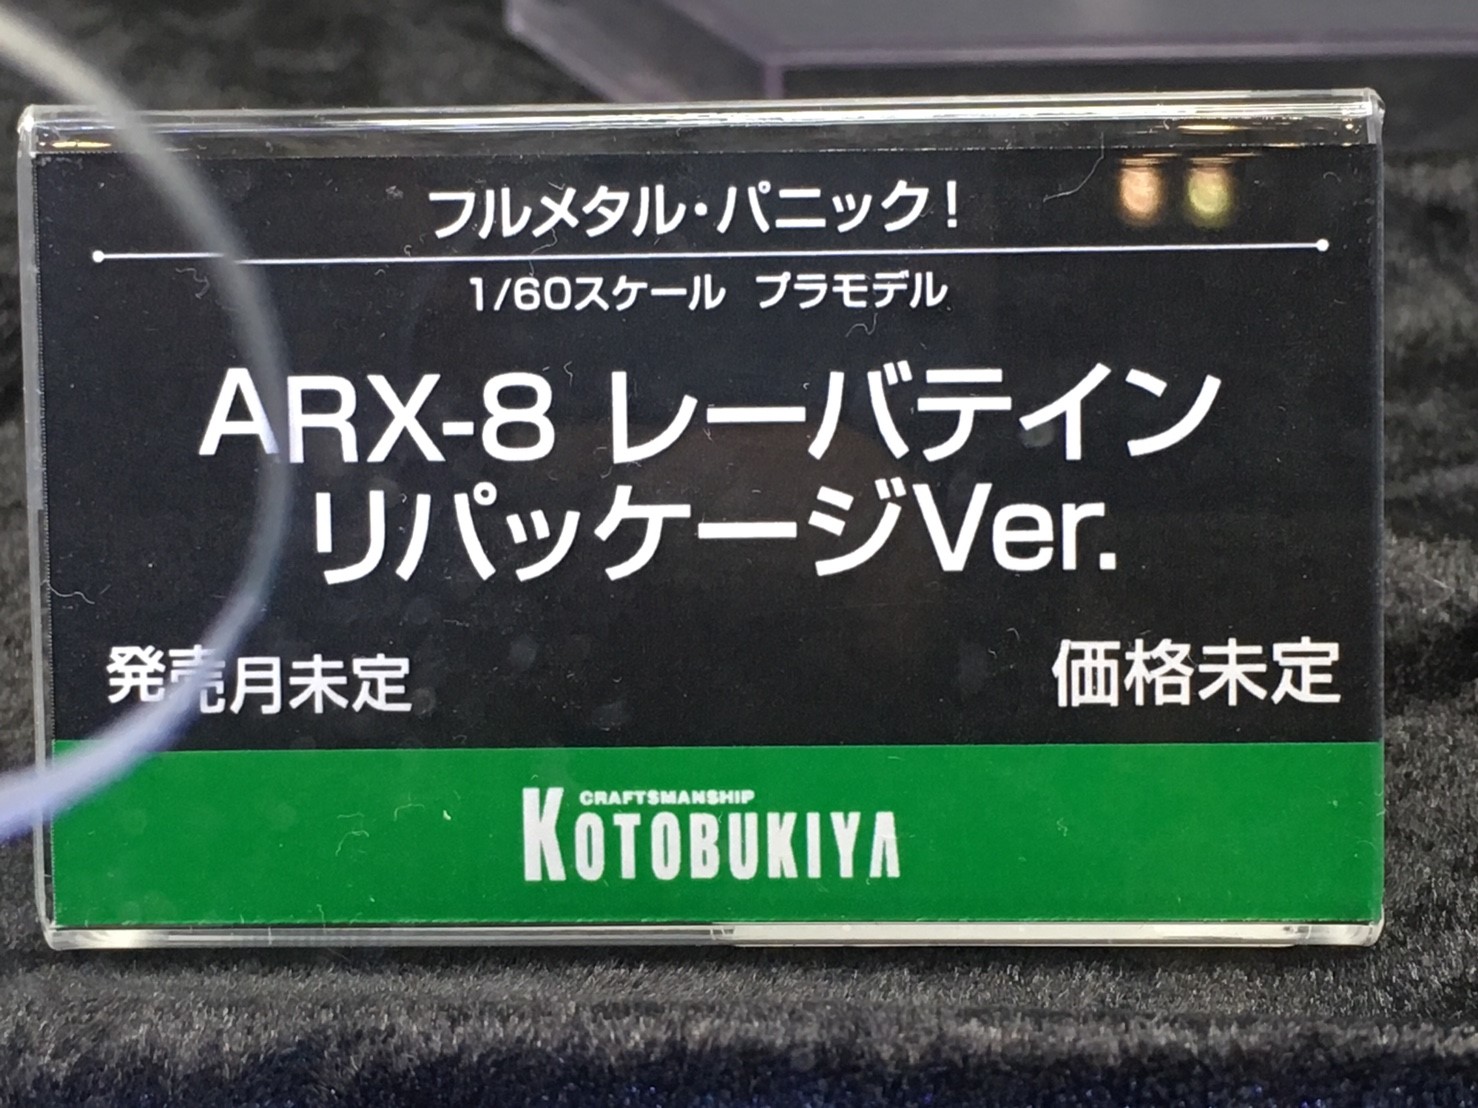 フルメタル・パニック!
1/60スケール プラモデル
ARX-8 レーバテイン
リパッケージVer.
発売月未定
価格未定
CRAFTSMANSHIP
KOTOBUKIYA